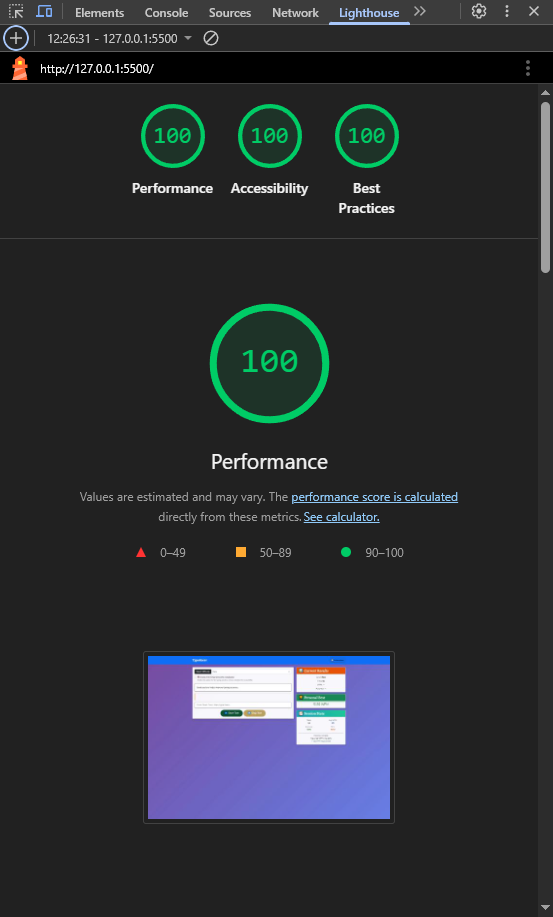 Elements Console Sources Network Lighthouse
12:26:31 - 127.0.0.1:5500
http://127.0.0.1:5500/
100 100 100
Performance Accessibility Best
Practices
100
Performance
Values are estimated and may vary. The performance score is calculated
directly from these metrics. See calculator.
0–49 50–89 90–100